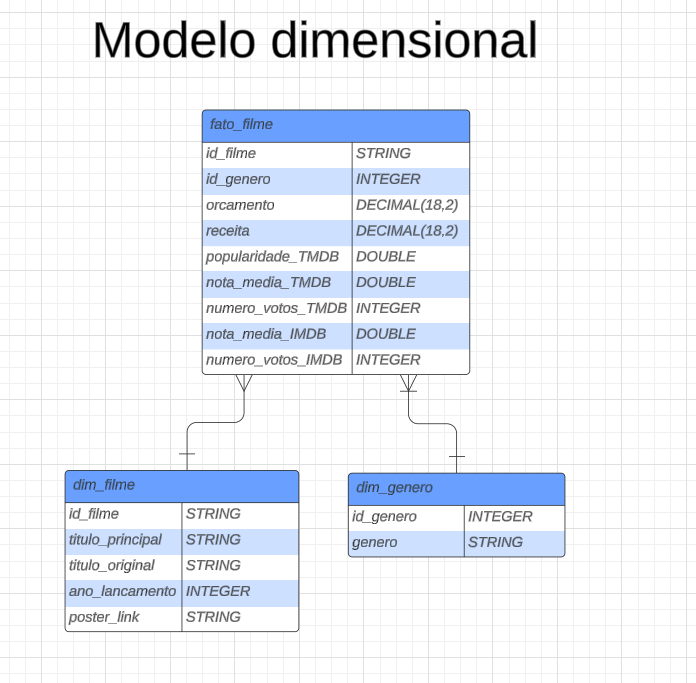 Modelo dimensional
fato_filme
id_filme STRING
id_genero INTEGER
orcamento DECIMAL(18,2)
receita DECIMAL(18,2)
popularidade_TMDB DOUBLE
nota_media_TMDB DOUBLE
numero_votos_TMDB INTEGER
nota_media_IMDB DOUBLE
numero_votos_IMDB INTEGER
dim_filme
id_filme STRING
titulo_principal STRING
titulo_original STRING
ano_lancamento INTEGER
poster_link STRING
dim_genero
id_genero INTEGER
genero STRING